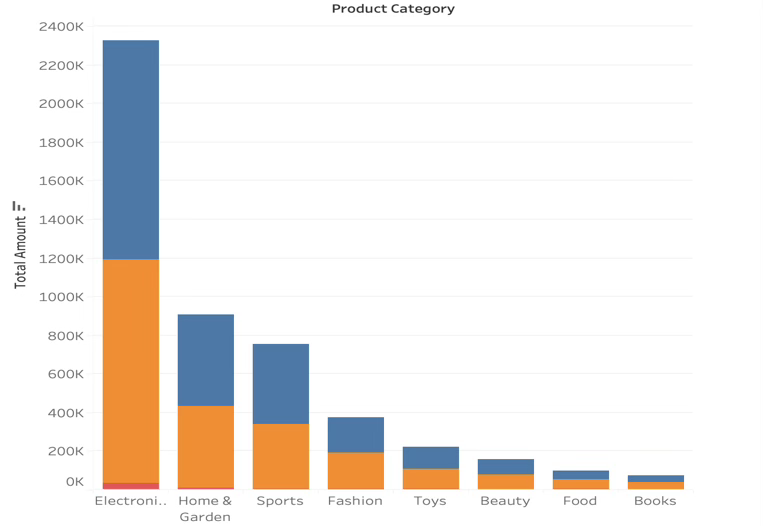 Product Category
2400K
2200K
2000K
1800K
1600K
1400K
1200K
1000K
800K
600K
400K
200K
0K
Total Amount
Electroni.. Home & Garden Sports Fashion Toys Beauty Food Books